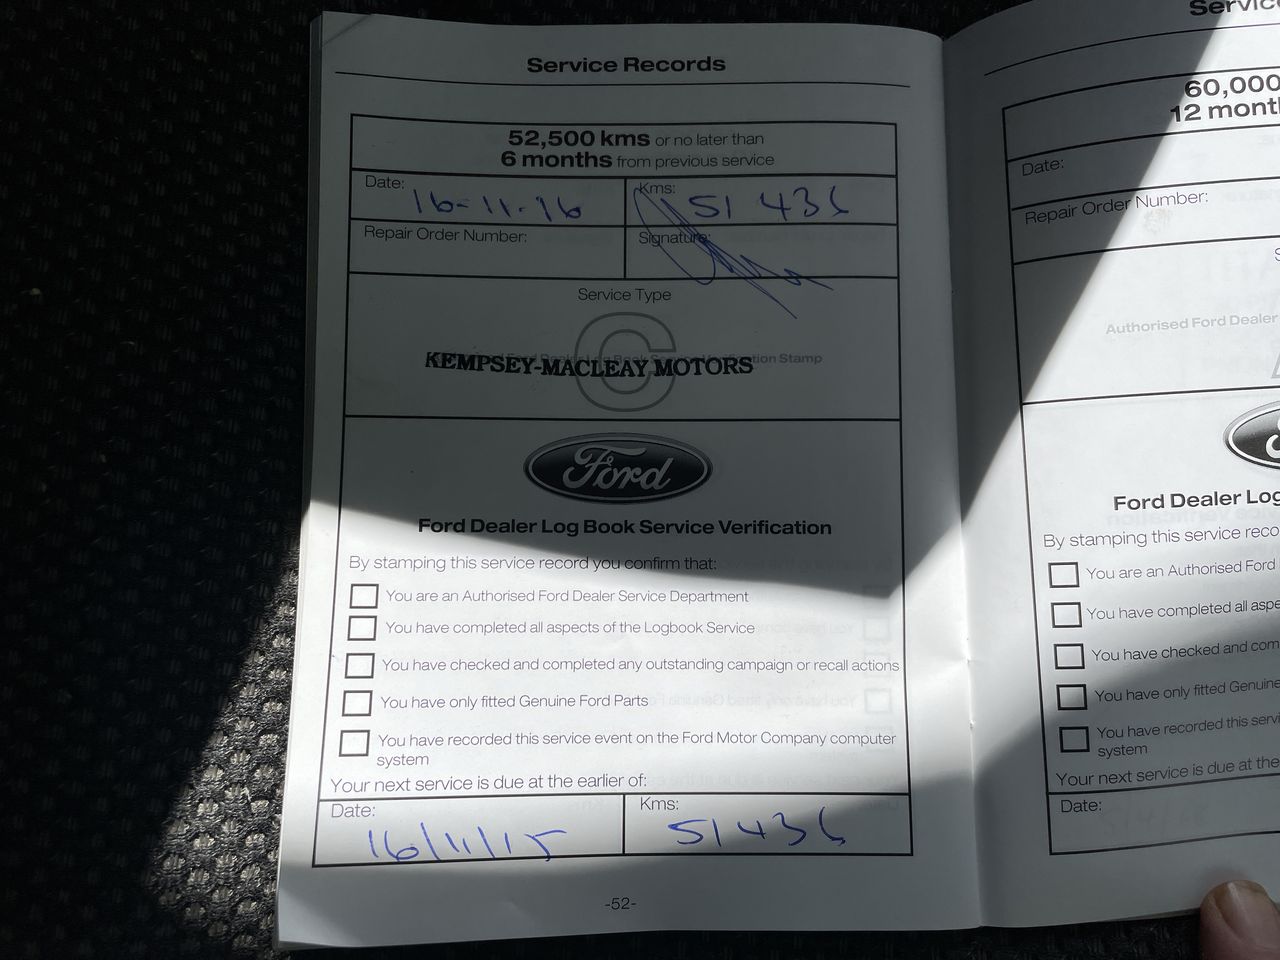 Service Records
52,500 kms or no later than
6 months from previous service
Date: 16-11-16
Kms: 51 436
Repair Order Number:
Signature:
Service Type
C
KEMPSEY-MACLEAY MOTORS
Ford
Ford Dealer Log Book Service Verification
By stamping this service record you confirm that:
You are an Authorised Ford Dealer Service Department
You have completed all aspects of the Logbook Service
You have checked and completed any outstanding campaign or recall actions
You have only fitted Genuine Ford Parts
You have recorded this service event on the Ford Motor Company computer
system
Your next service is due at the earlier of:
Date: 16/11/15
Kms: 51436
-52-
60,000
12
Date:
Repair Order Number:
Authorised Ford Dealer
Ford Dealer
By stamping this service
You are an Authorised Ford
You have completed all
You have checked and
You have only fitted Genuine
You have recorded this
system
Your next service is due at the
Date: